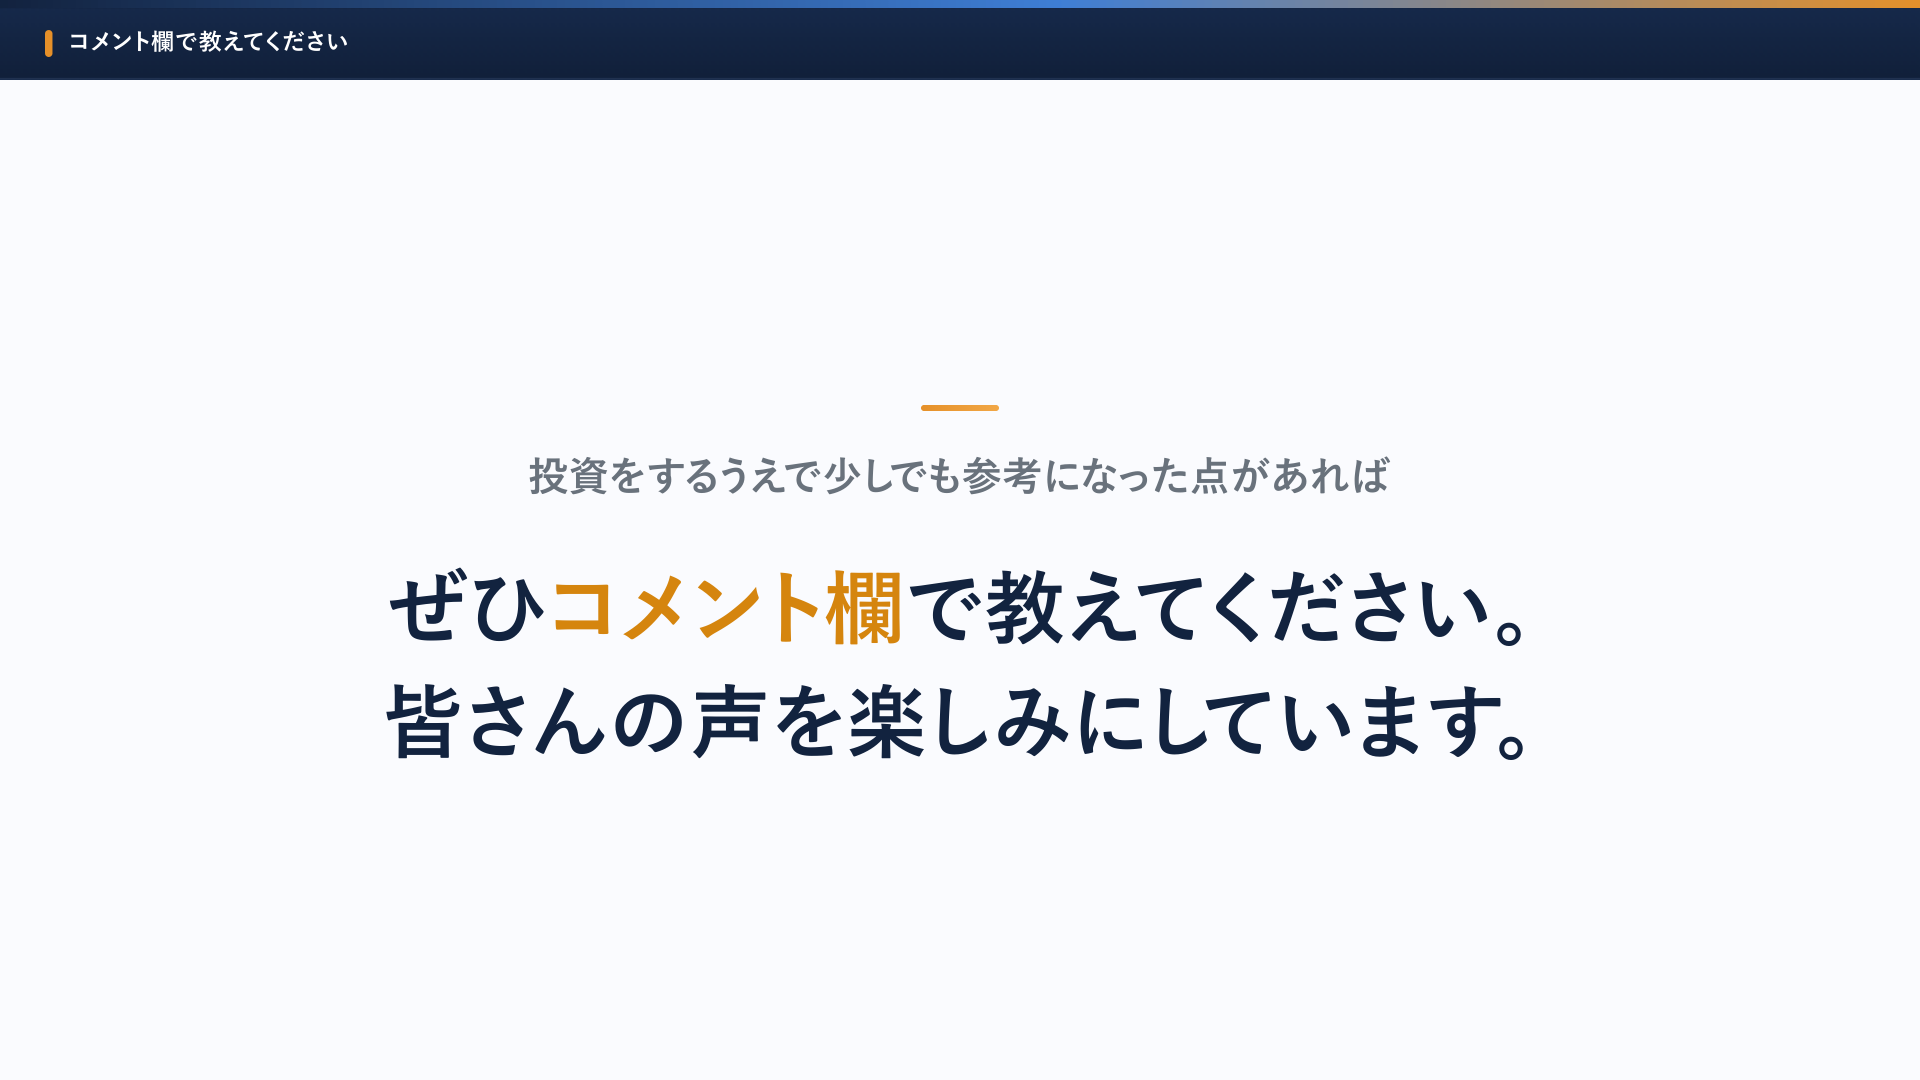 コメント欄で教えてください
投資をするうえで少しでも参考になった点があれば
ぜひコメント欄で教えてください。
皆さんの声を楽しみにしています。